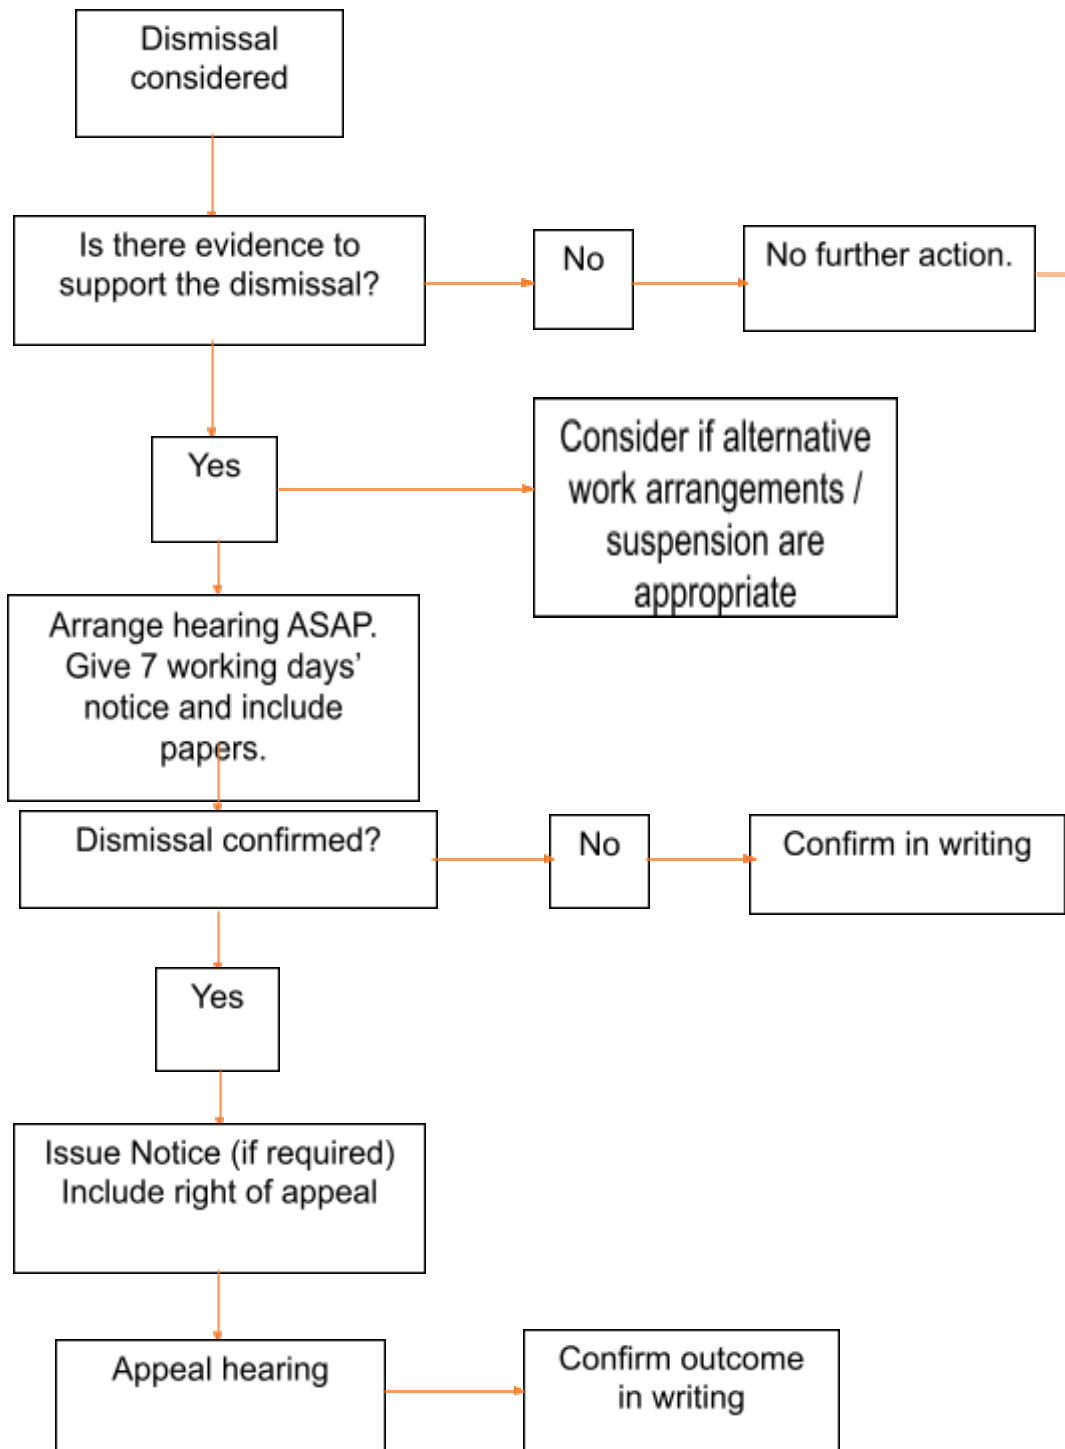 Dismissal
considered
Is there evidence to
support the dismissal?
No
No further action.
Yes
Consider if alternative
work arrangements /
suspension are
appropriate
Arrange hearing ASAP.
Give 7 working days’
notice and include
papers.
Dismissal confirmed?
No
Confirm in writing
Yes
Issue Notice (if required)
Include right of appeal
Appeal hearing
Confirm outcome
in writing